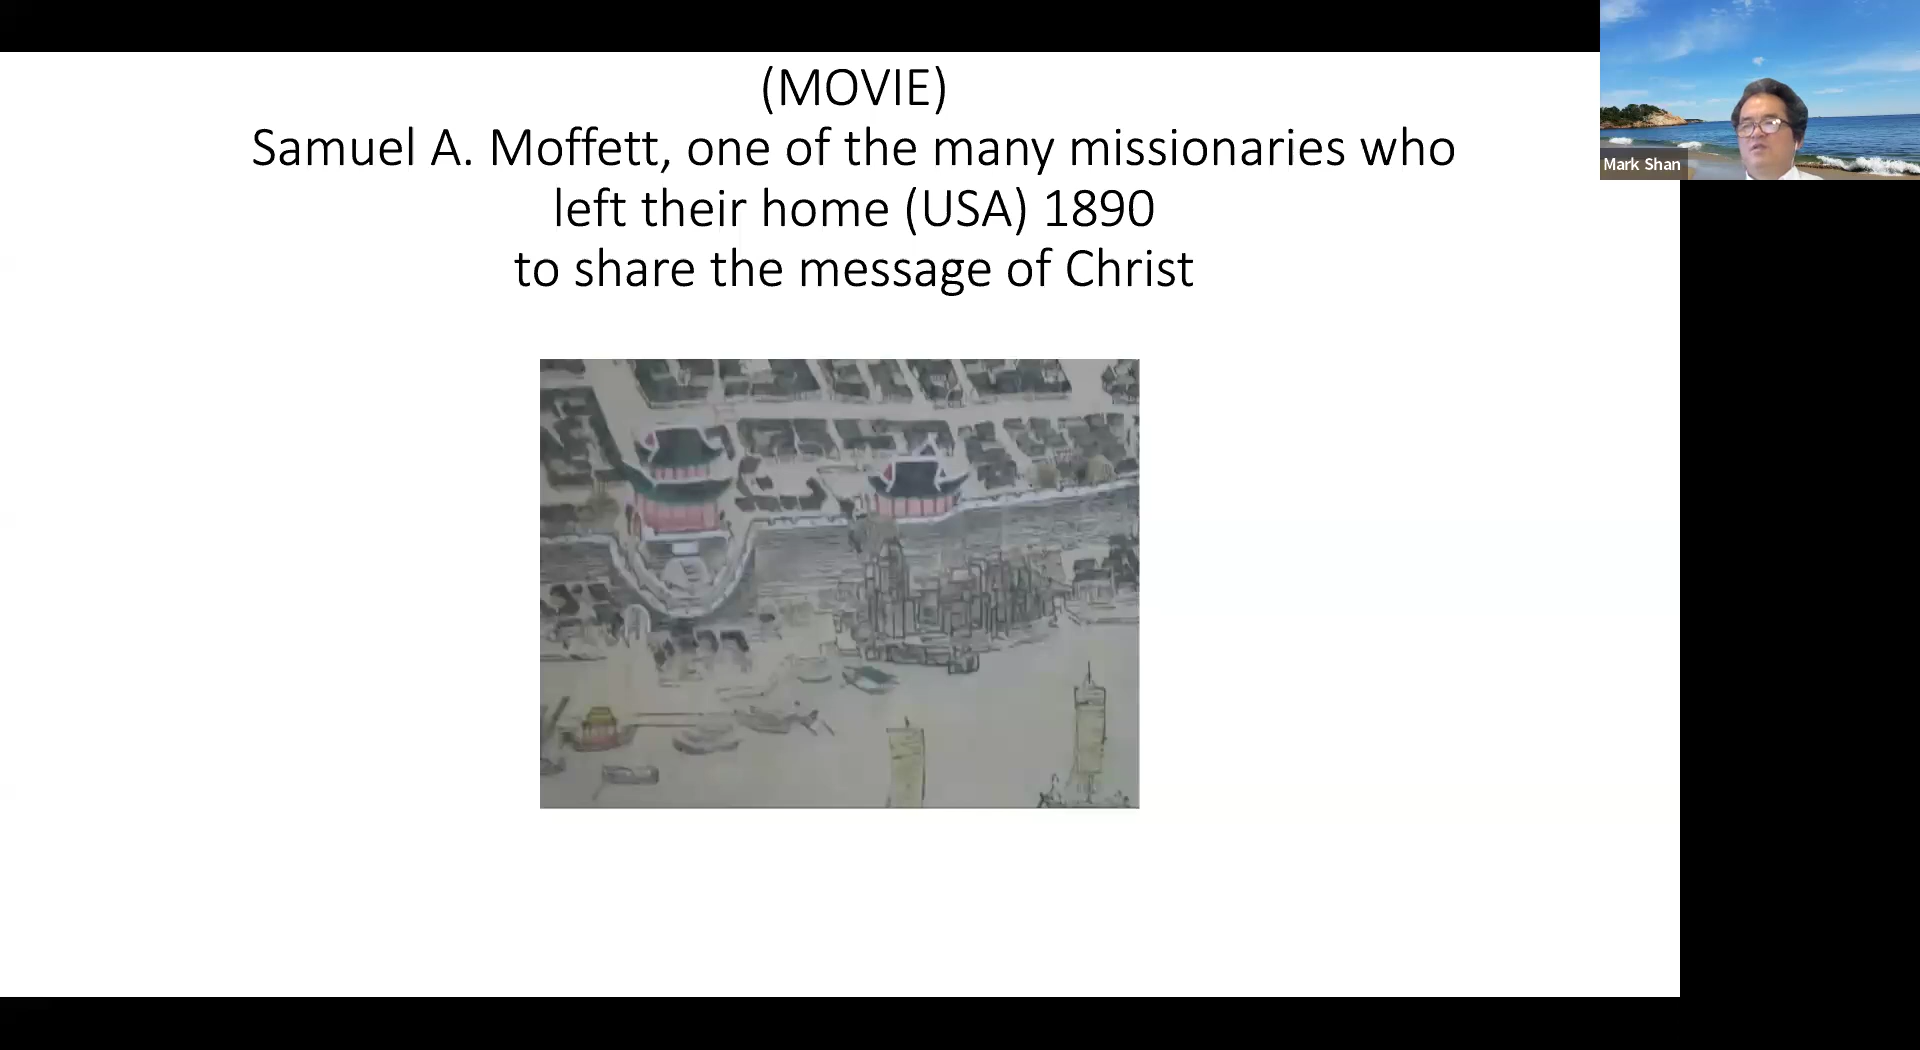 (MOVIE)
Samuel A. Moffett, one of the many missionaries who
left their home (USA) 1890
to share the message of Christ
Mark Shan